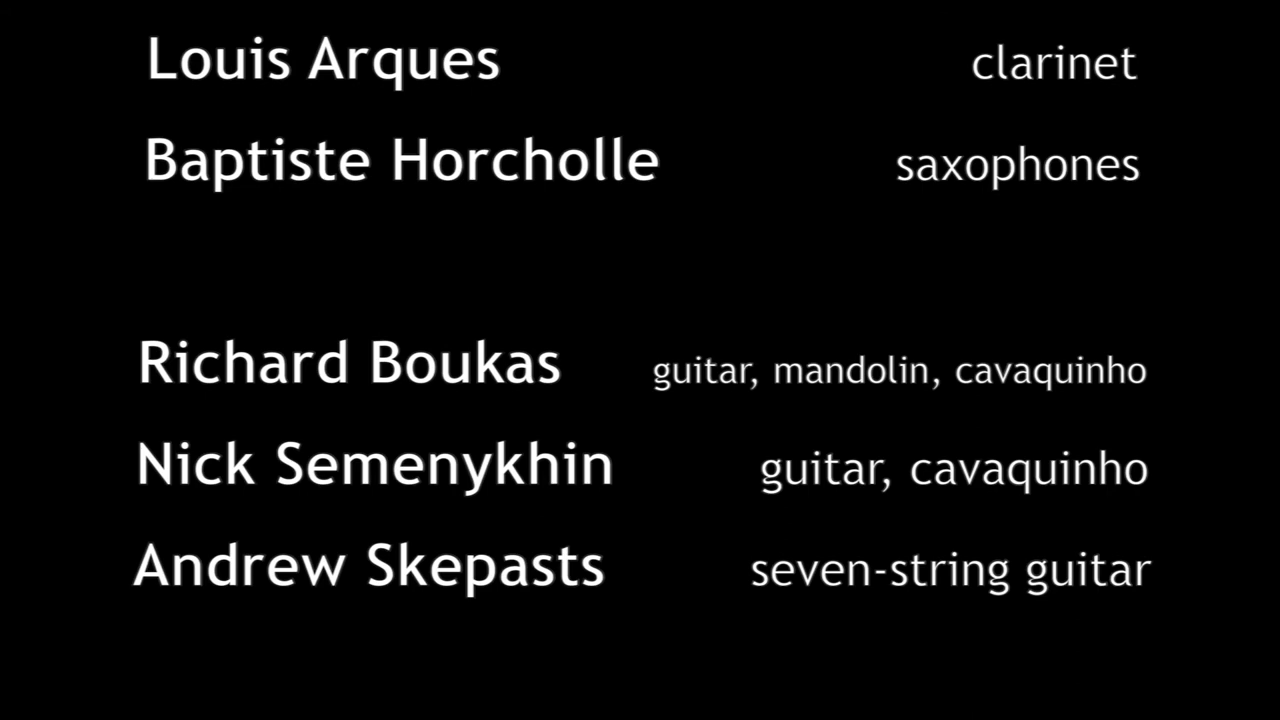 Louis Arques clarinet
Baptiste Horcholle saxophones
Richard Boukas guitar, mandolin, cavaquinho
Nick Semenykhin guitar, cavaquinho
Andrew Skepasts seven-string guitar